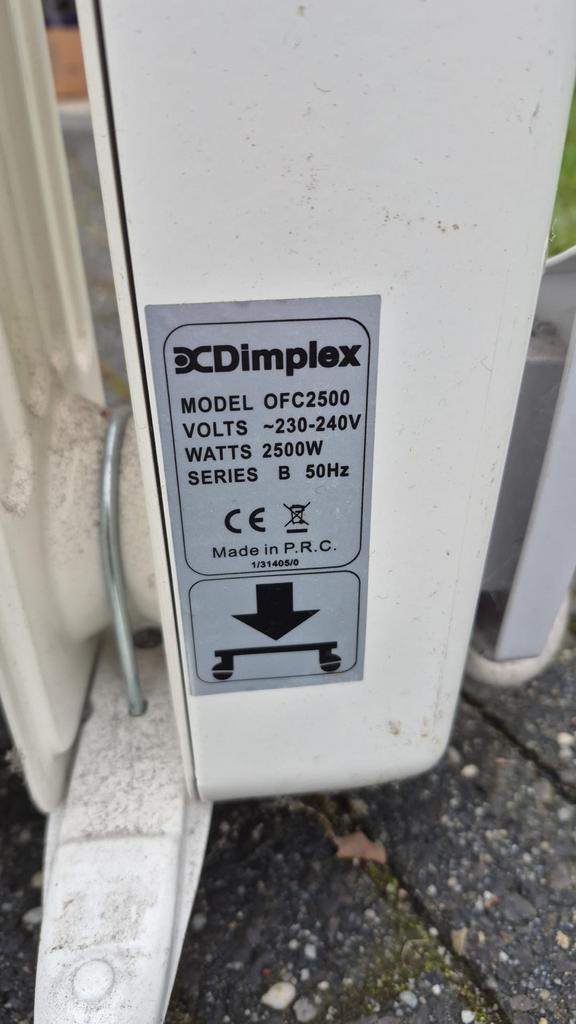 Dimplex
MODEL OFC2500
VOLTS ~230-240V
WATTS 2500W
SERIES B 50Hz
CE
Made in P.R.C.
1/31405/0